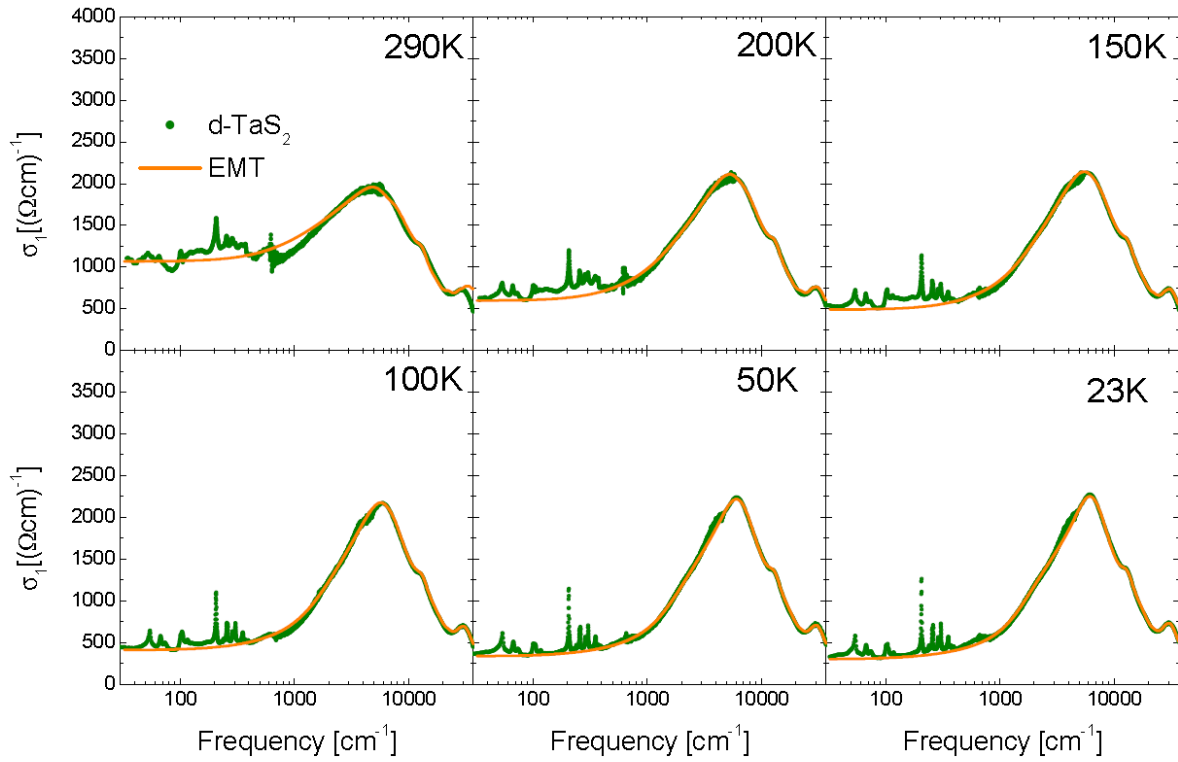 4000
3500
3000
2500
2000
1500
1000
500
0
σ₁[(Ωcm)⁻¹
290K
d-TaS₂
EMT
200K
150K
3500
3000
2500
2000
1500
1000
500
0
σ₁[(Ωcm)⁻¹
100K
50K
23K
100 1000 10000 100 1000 10000 100 1000 10000
Frequency [cm⁻¹] Frequency [cm⁻¹] Frequency [cm⁻¹]